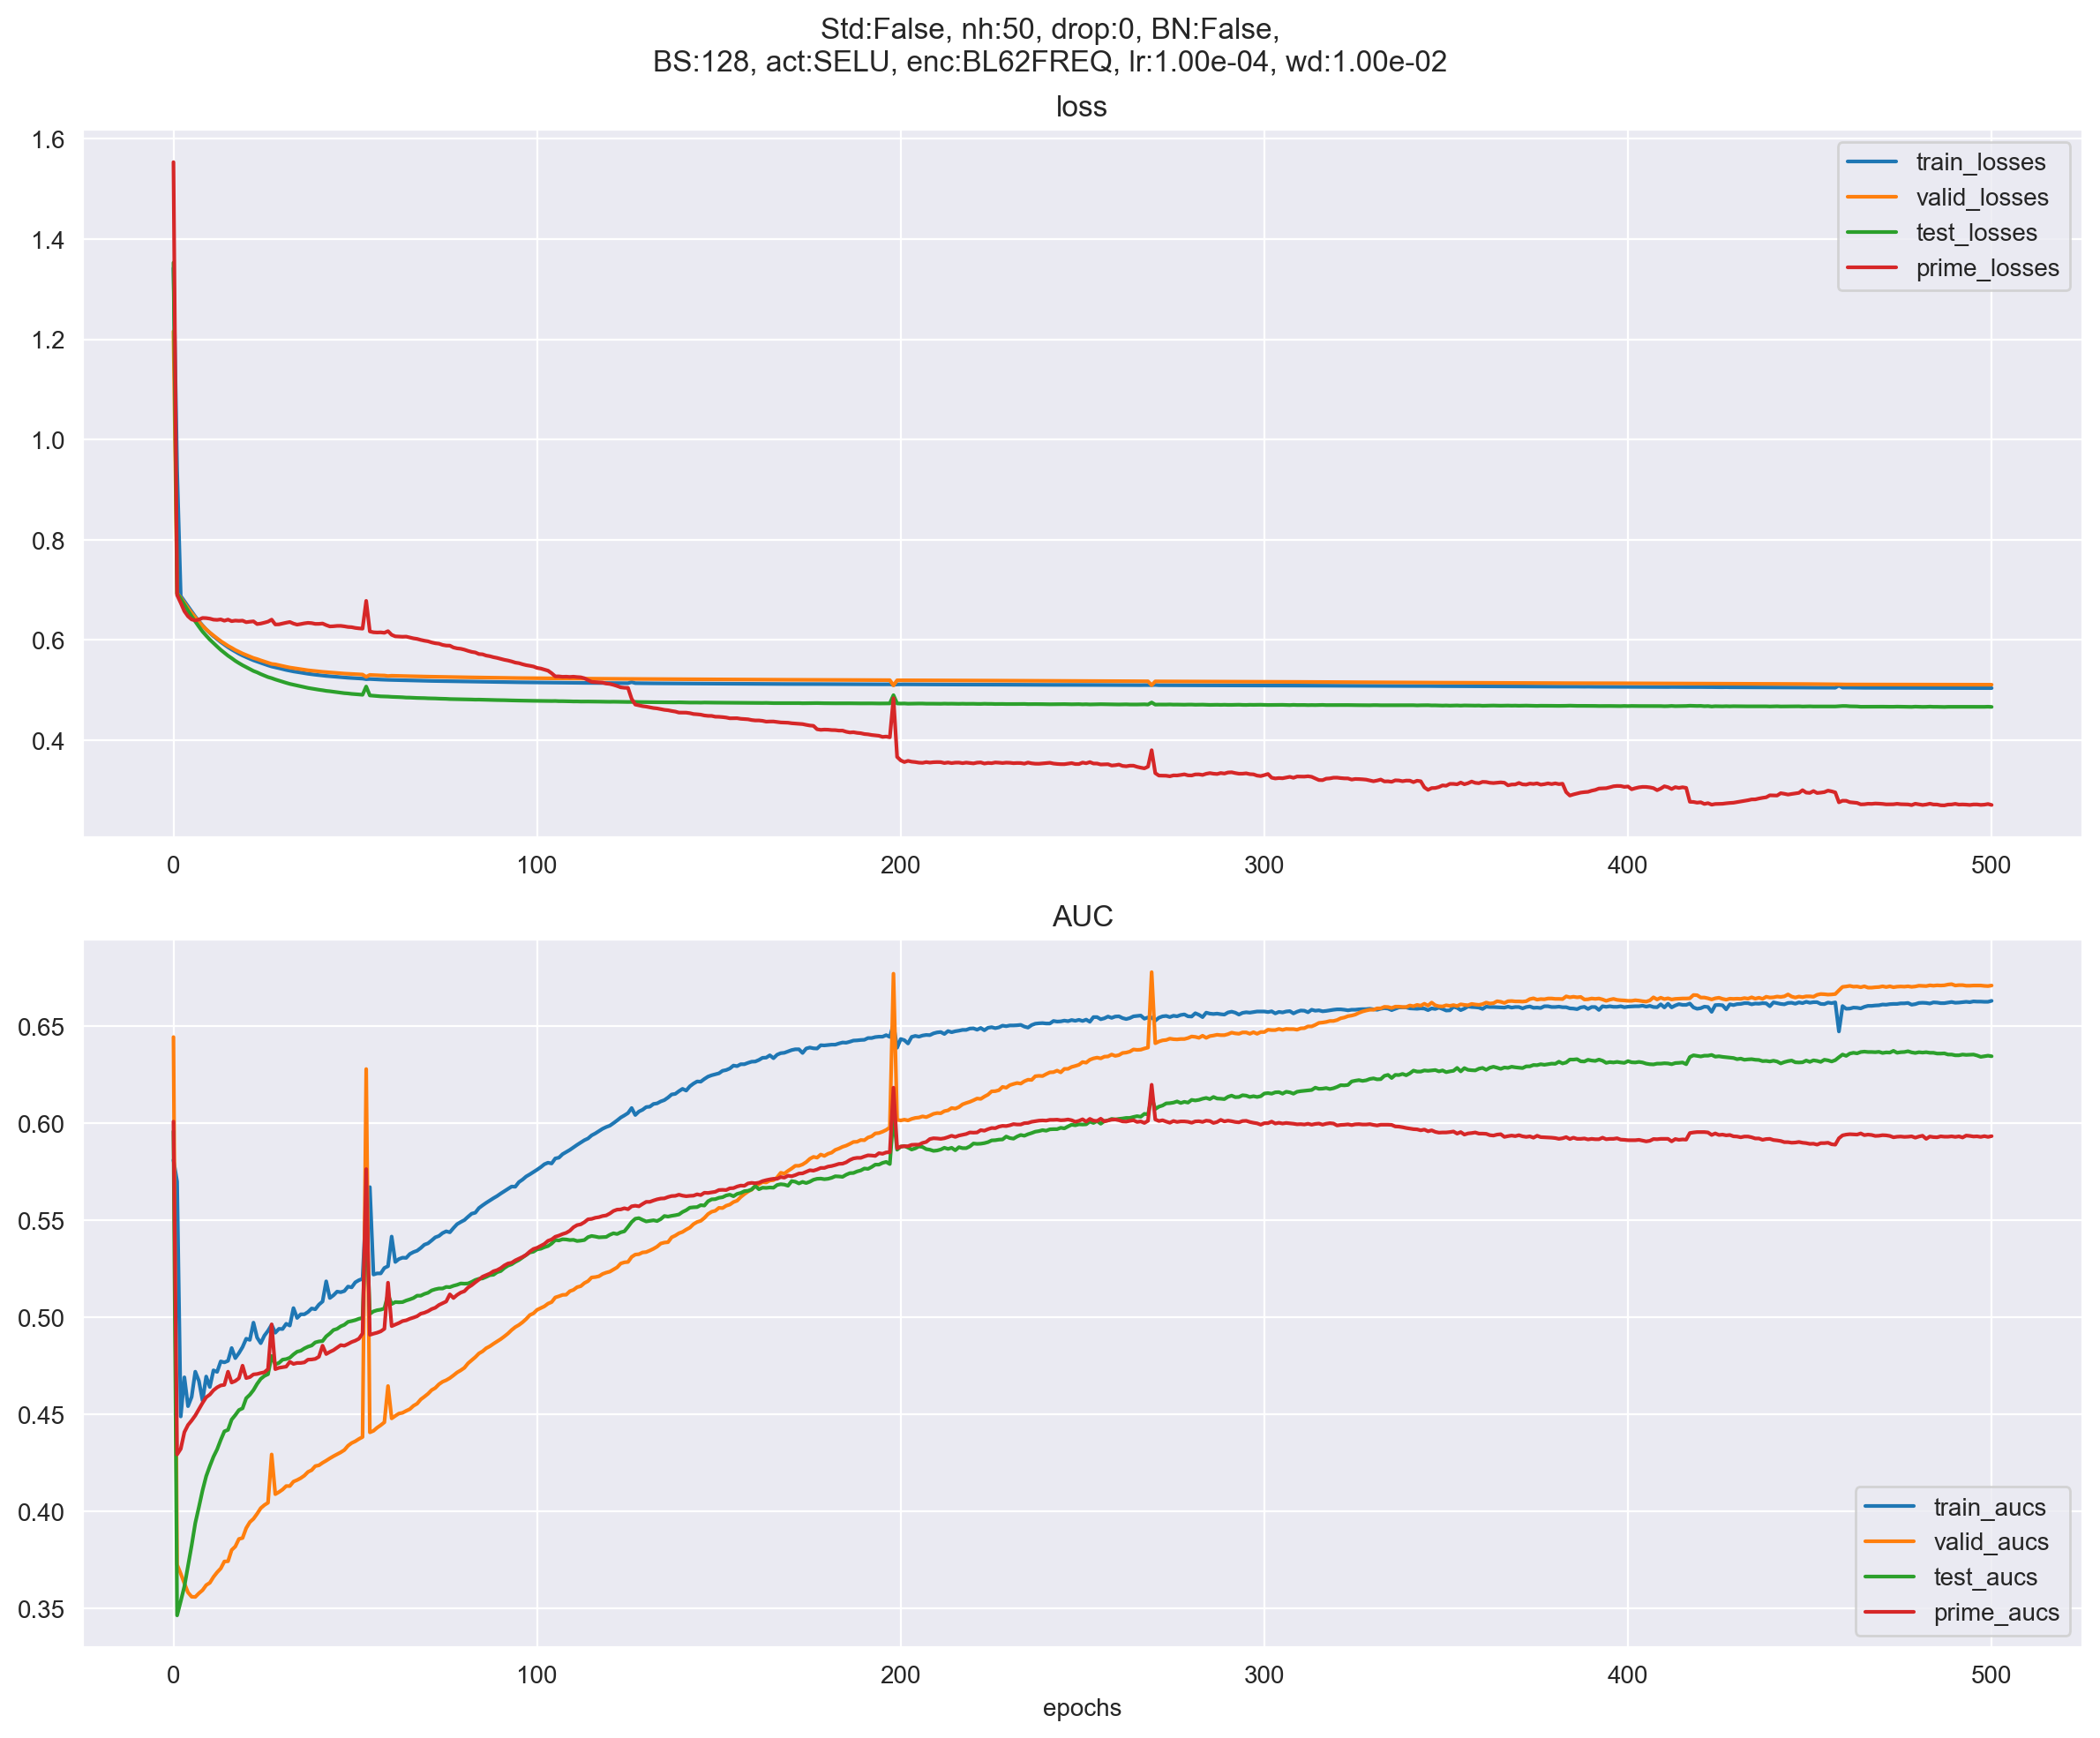 Std:False, nh:50, drop:0, BN:False,
BS:128, act:SELU, enc:BL62FREQ, lr:1.00e-04, wd:1.00e-02
loss
1.6
1.4
1.2
1.0
0.8
0.6
0.4
train_losses
valid_losses
test_losses
prime_losses
0 100 200 300 400 500
AUC
0.65
0.60
0.55
0.50
0.45
0.40
0.35
train_aucs
valid_aucs
test_aucs
prime_aucs
0 100 200 300 400 500
epochs